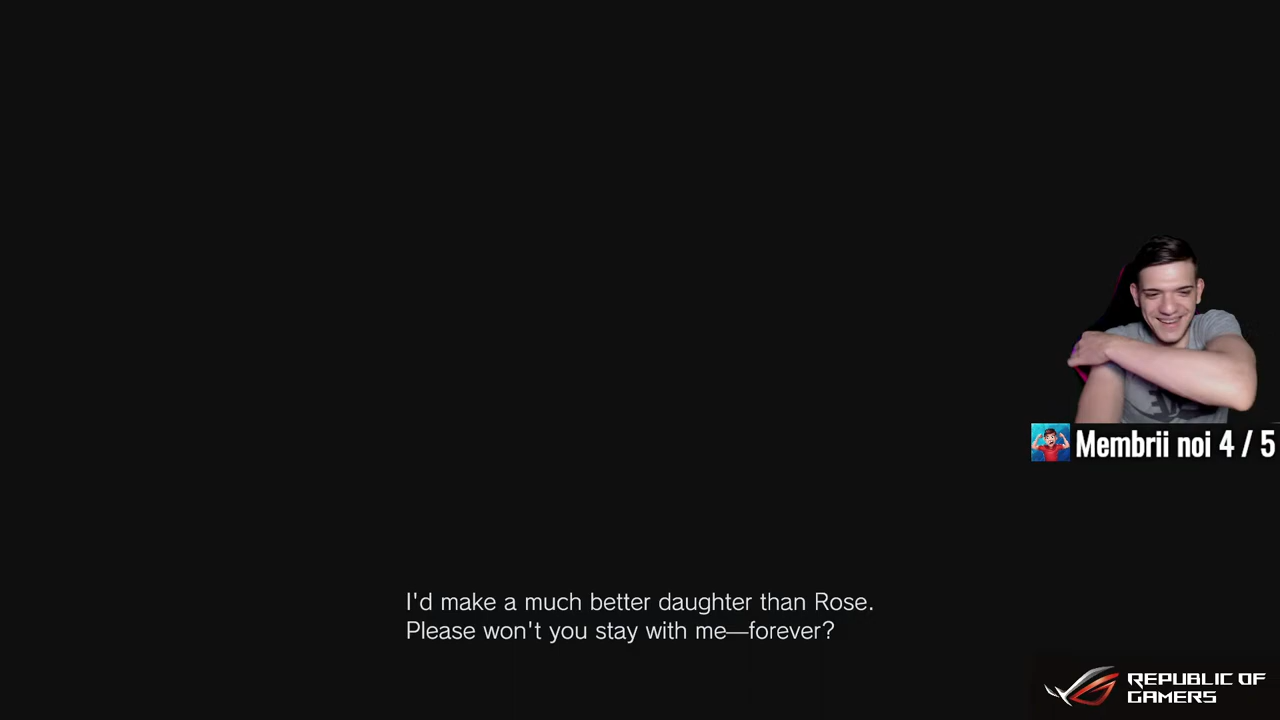 Membrii noi 4 / 5
I'd make a much better daughter than Rose.
Please won't you stay with me—forever?
REPUBLIC OF
GAMERS